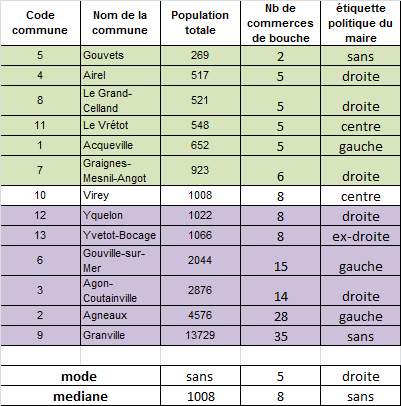 Code commune Nom de la commune Population totale Nb de commerces de bouche étiquette politique du maire
5 Gouvets 269 2 sans
4 Airel 517 5 droite
8 Le Grand-Celland 521 5 droite
11 Le Vrétot 548 5 centre
1 Acqueville 652 5 gauche
7 Graignes-Mesnil-Angot 923 6 droite
10 Virey 1008 8 centre
12 Yquelon 1022 8 droite
13 Yvetot-Bocage 1066 8 ex-droite
6 Gouville-sur-Mer 2044 15 gauche
3 Agon-Coutainville 2876 14 droite
2 Agneaux 4576 28 gauche
9 Granville 13729 35 sans
mode sans 5 droite
mediane 1008 8 sans